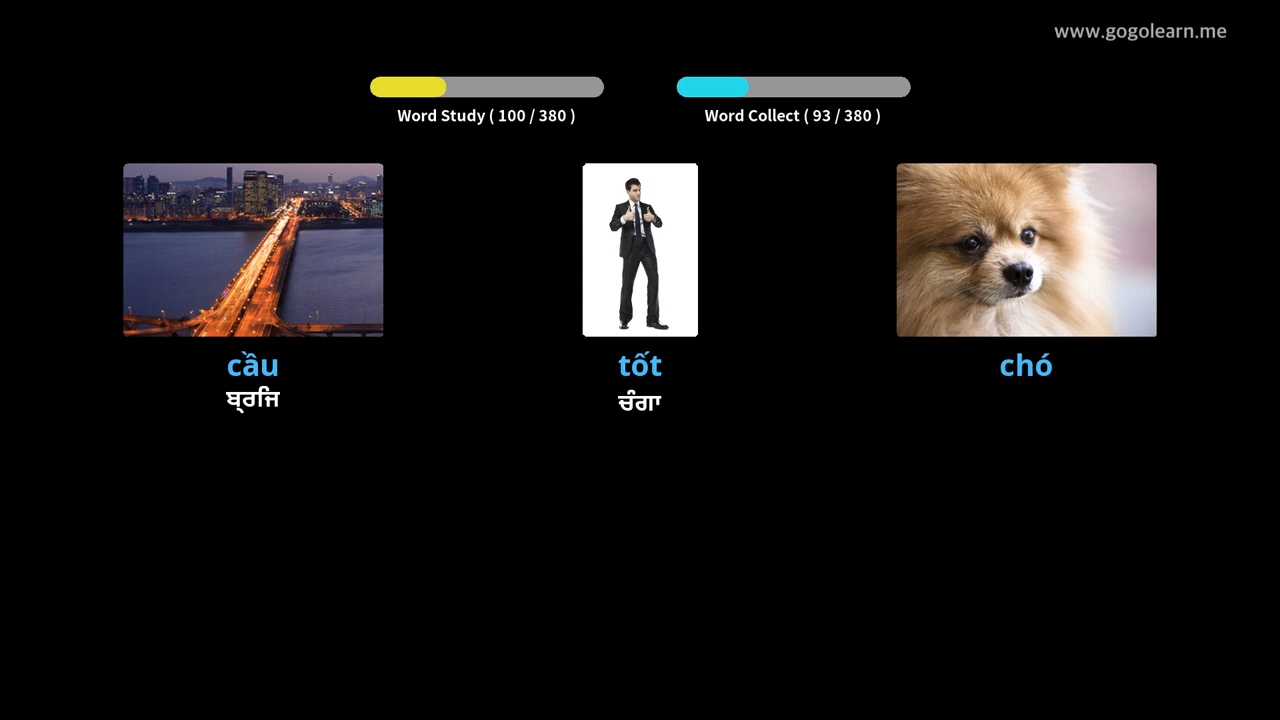 www.gogolearn.me
Word Study ( 100 / 380 )
Word Collect ( 93 / 380 )
cầu
tốt
chó
ਬ੍ਰਜਿ
ਚੰਗਾ